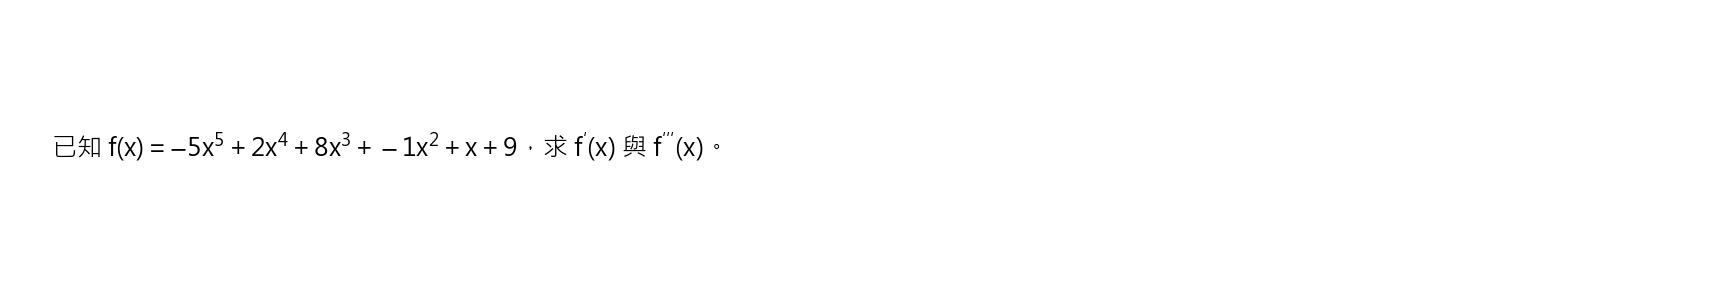 已知 f(x) = –5x⁵ + 2x⁴ + 8x³ + – 1x² + x + 9，求 f′(x) 與 f′′′(x)。